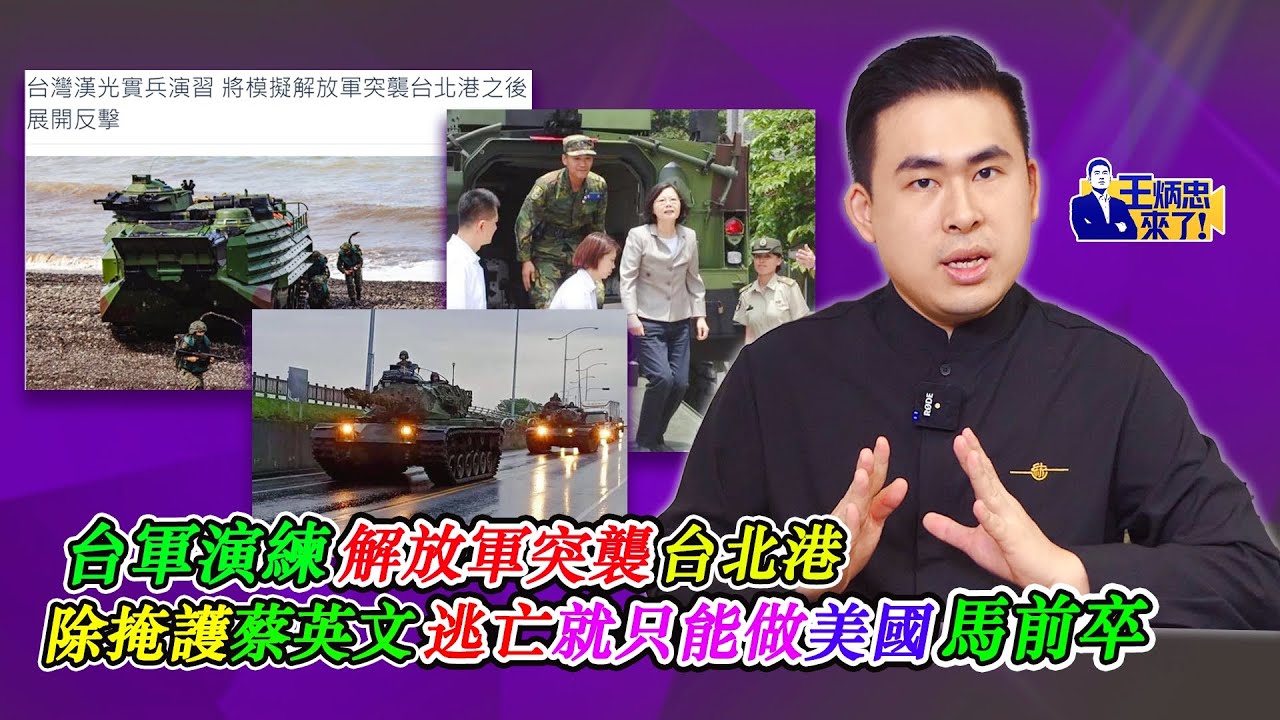 台灣漢光實兵演習 將模擬解放軍突襲台北港之後
展開反擊
王炳忠
來了!
RØDE
台軍演練 解放軍突襲 台北港
除掩護蔡英文 逃亡就只能做美國 馬前卒